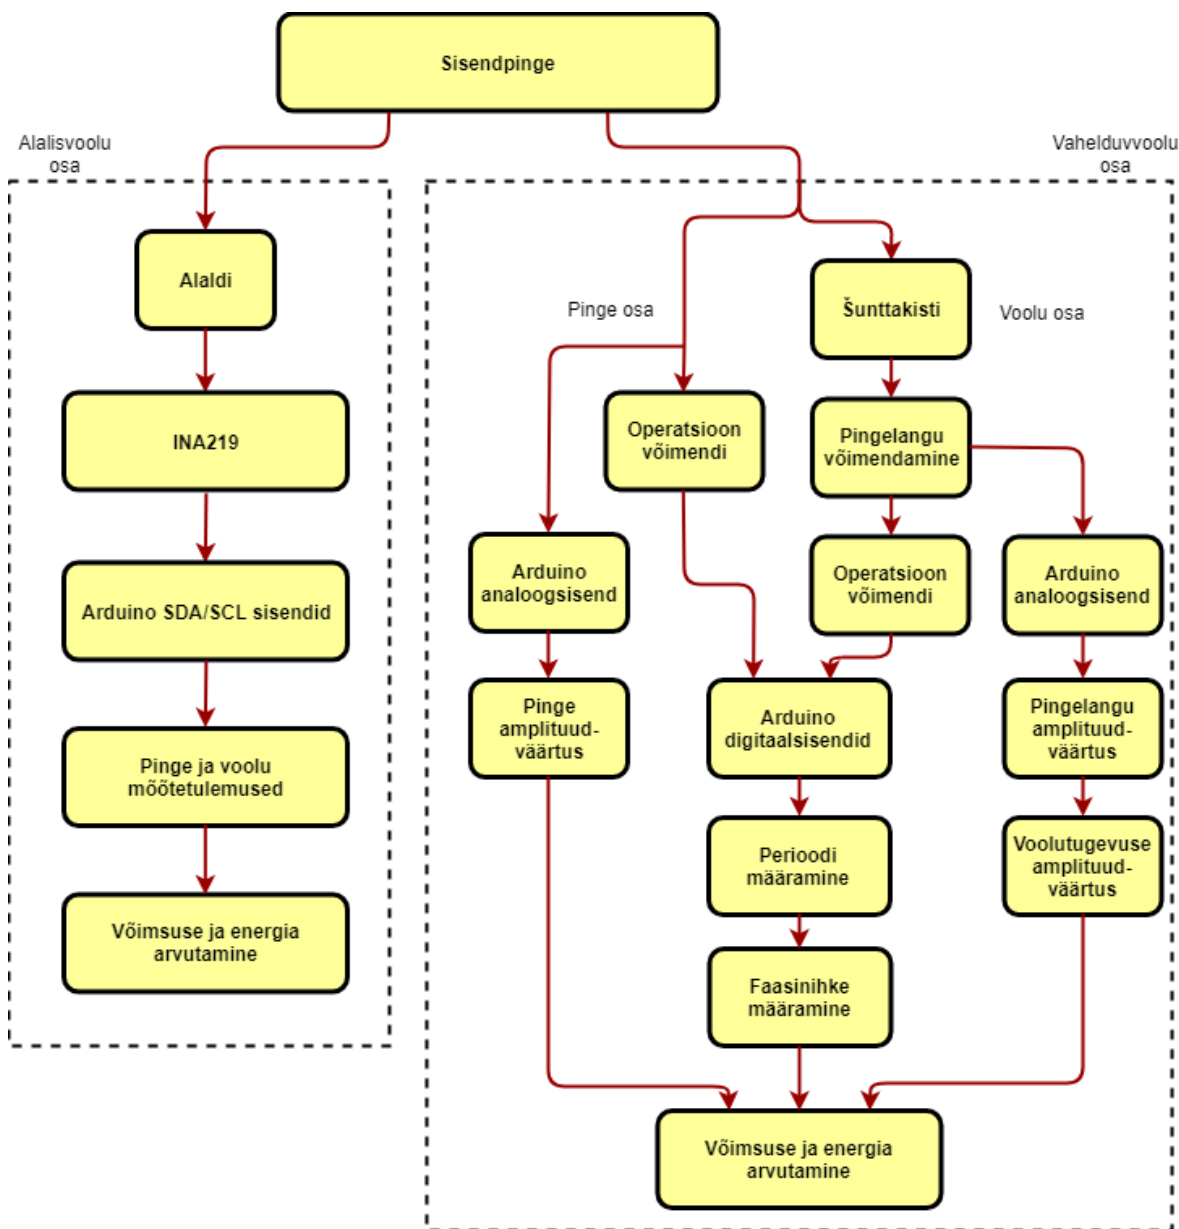 Sisendpinge
Alalisvoolu
osa
Vahelduvvoolu
osa
Alaldi
INA219
Arduino SDA/SCL sisendid
Pinge ja voolu
mõõtetulemused
Võimsuse ja energia
arvutamine
Pinge osa
Šunttakisti
Voolu osa
Operatsioon
võimendi
Pingelangu
võimendamine
Arduino
analoogsisend
Operatsioon
võimendi
Arduino
analoogsisend
Pinge
amplituud-
väärtus
Arduino
digitaalsisendid
Pingelangu
amplituud-
väärtus
Perioodi
määramine
Voolutugevuse
amplituud-
väärtus
Faasinihke
määramine
Võimsuse ja energia
arvutamine